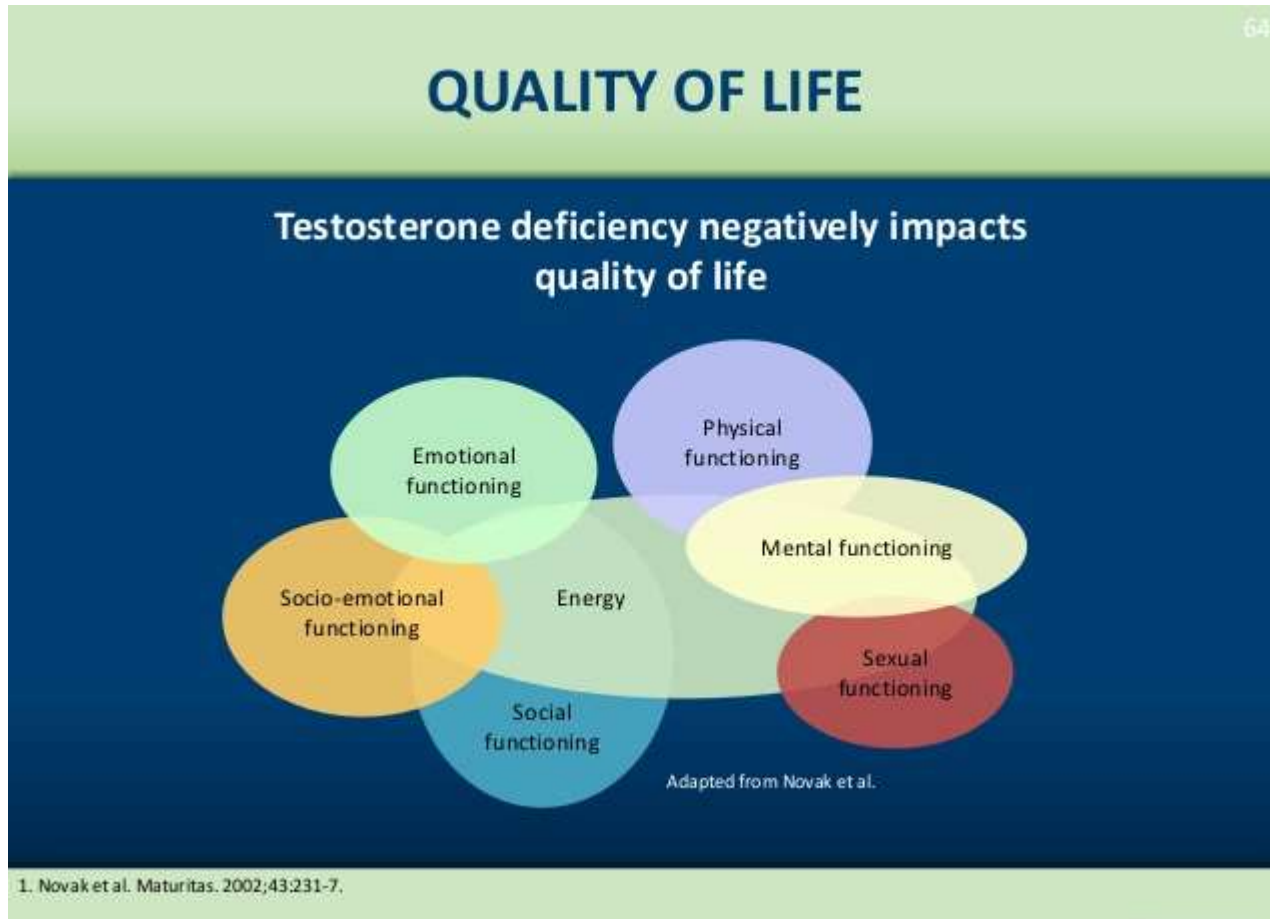 64
QUALITY OF LIFE
Testosterone deficiency negatively impacts
quality of life
Physical
functioning
Emotional
functioning
Mental functioning
Socio-emotional
functioning
Energy
Sexual
functioning
Social
functioning
Adapted from Novak et al.
1. Novak et al. Maturitas. 2002;43:231-7.